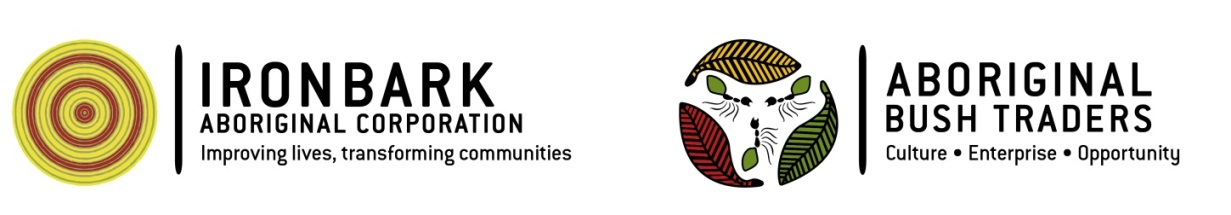 IRONBARK
ABORIGINAL CORPORATION
Improving lives, transforming communities
ABORIGINAL
BUSH TRADERS
Culture • Enterprise • Opportunity